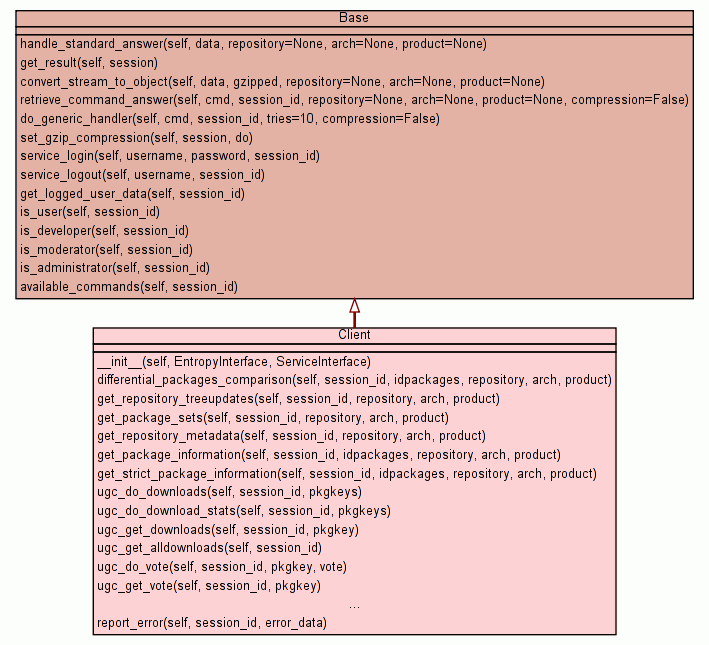 Base
handle_standard_answer(self, data, repository=None, arch=None, product=None)
get_result(self, session)
convert_stream_to_object(self, data, gzipped, repository=None, arch=None, product=None)
retrieve_command_answer(self, cmd, session_id, repository=None, arch=None, product=None, compression=False)
do_generic_handler(self, cmd, session_id, tries=10, compression=False)
set_gzip_compression(self, session, do)
service_login(self, username, password, session_id)
service_logout(self, username, session_id)
get_logged_user_data(self, session_id)
is_user(self, session_id)
is_developer(self, session_id)
is_moderator(self, session_id)
is_administrator(self, session_id)
available_commands(self, session_id)
Client
__init__(self, EntropyInterface, ServiceInterface)
differential_packages_comparison(self, session_id, idpackages, repository, arch, product)
get_repository_treeupdates(self, session_id, repository, arch, product)
get_package_sets(self, session_id, repository, arch, product)
get_repository_metadata(self, session_id, repository, arch, product)
get_package_information(self, session_id, idpackages, repository, arch, product)
get_strict_package_information(self, session_id, idpackages, repository, arch, product)
ugc_do_downloads(self, session_id, pkgkeys)
ugc_do_download_stats(self, session_id, pkgkeys)
ugc_get_downloads(self, session_id, pkgkey)
ugc_get_alldownloads(self, session_id)
ugc_do_vote(self, session_id, pkgkey, vote)
ugc_get_vote(self, session_id, pkgkey)
...
report_error(self, session_id, error_data)